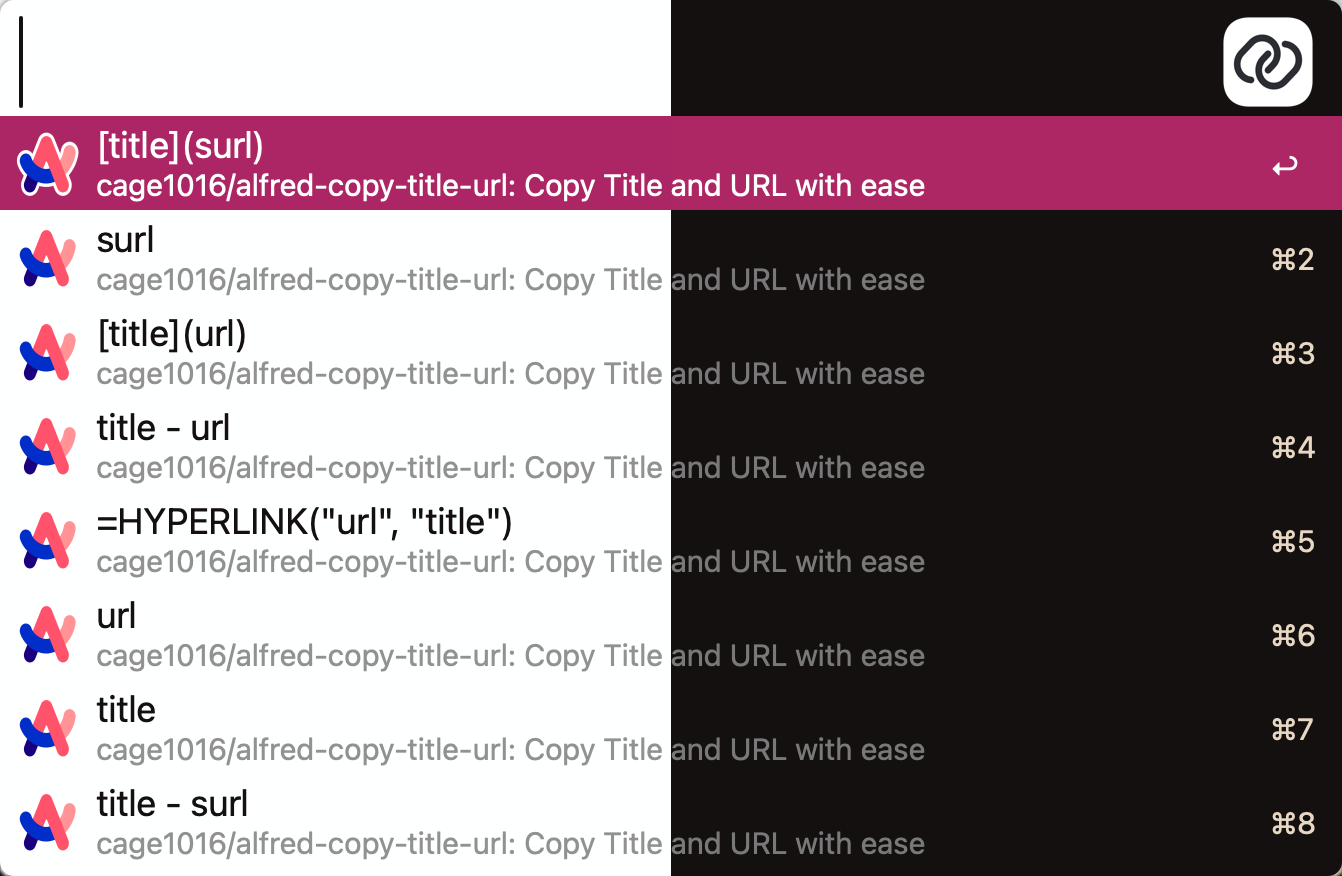 [title](surl)
cage1016/alfred-copy-title-url: Copy Title and URL with ease
↩
surl
cage1016/alfred-copy-title-url: Copy Title and URL with ease
⌘2
[title](url)
cage1016/alfred-copy-title-url: Copy Title and URL with ease
⌘3
title - url
cage1016/alfred-copy-title-url: Copy Title and URL with ease
⌘4
=HYPERLINK("url", "title")
cage1016/alfred-copy-title-url: Copy Title and URL with ease
⌘5
url
cage1016/alfred-copy-title-url: Copy Title and URL with ease
⌘6
title
cage1016/alfred-copy-title-url: Copy Title and URL with ease
⌘7
title - surl
cage1016/alfred-copy-title-url: Copy Title and URL with ease
⌘8